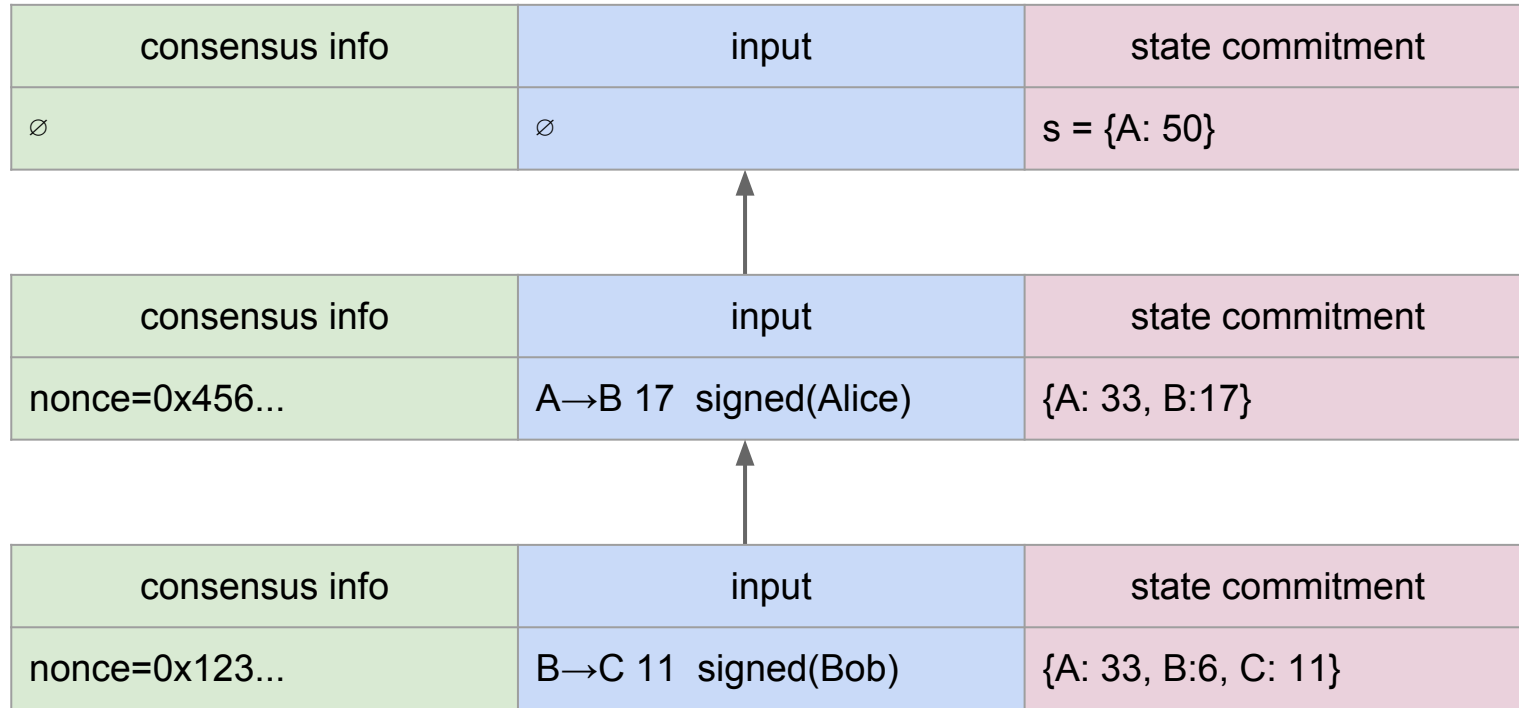 consensus info input state commitment
∅ ∅ s = {A: 50}
consensus info input state commitment
nonce=0x456... A→B 17 signed(Alice) {A: 33, B:17}
consensus info input state commitment
nonce=0x123... B→C 11 signed(Bob) {A: 33, B:6, C: 11}